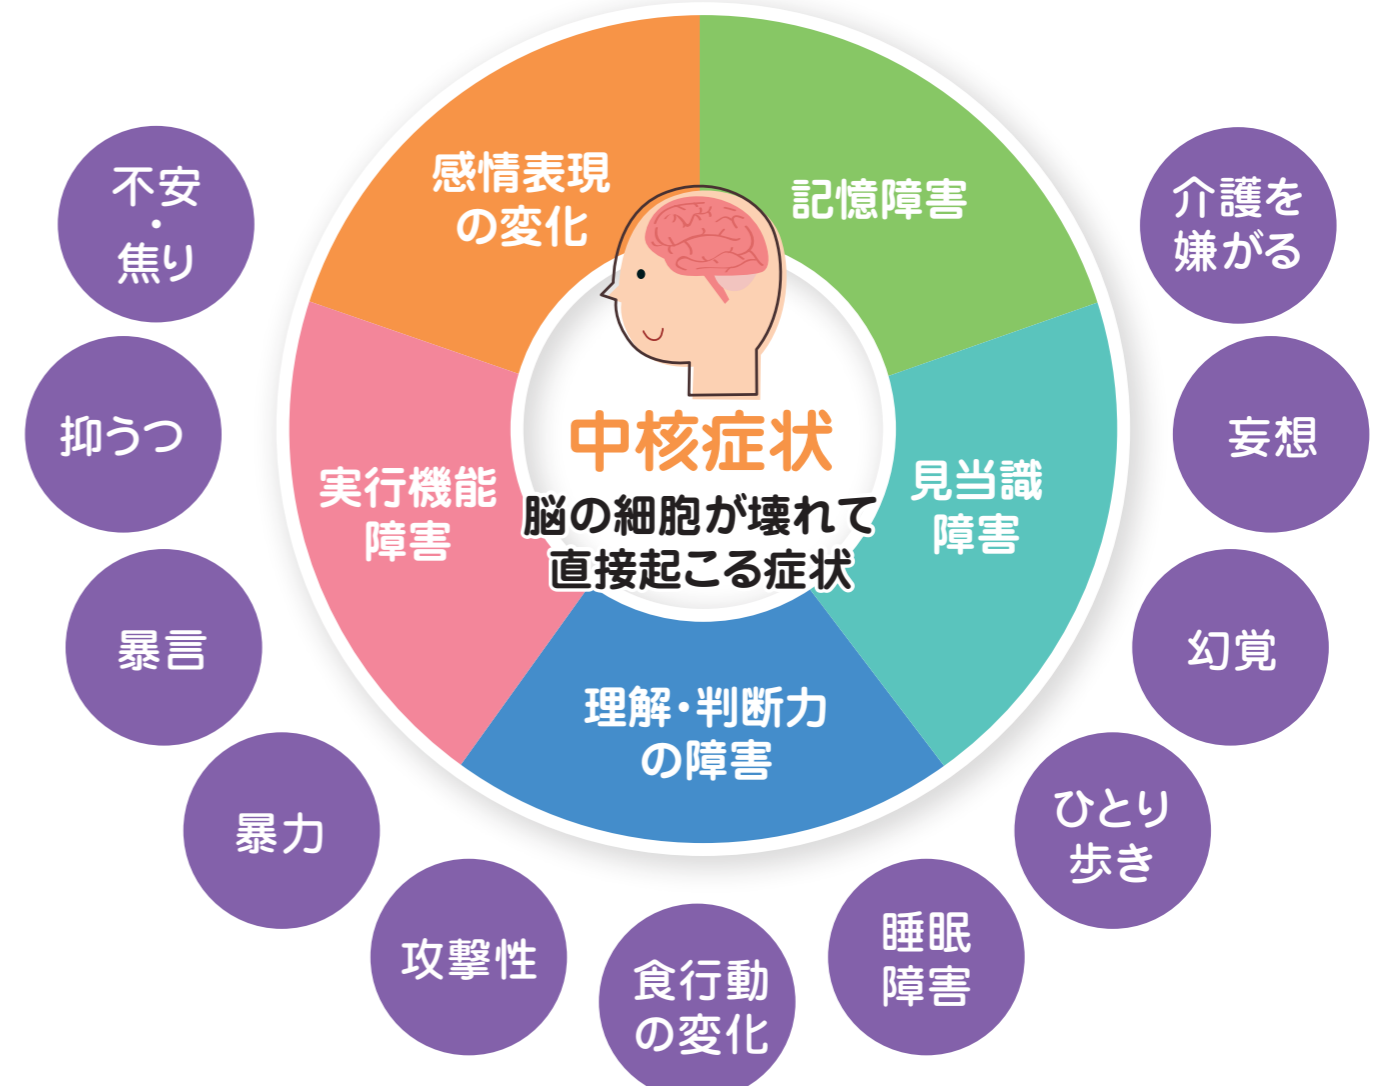 感情表現
の変化
記憶障害
見当識
障害
理解・判断力
の障害
実行機能
障害
中核症状
脳の細胞が壊れて
直接起こる症状
不安
・
焦り
抑うつ
暴言
暴力
攻撃性
食行動
の変化
睡眠
障害
ひとり
歩き
幻覚
妄想
介護を
嫌がる